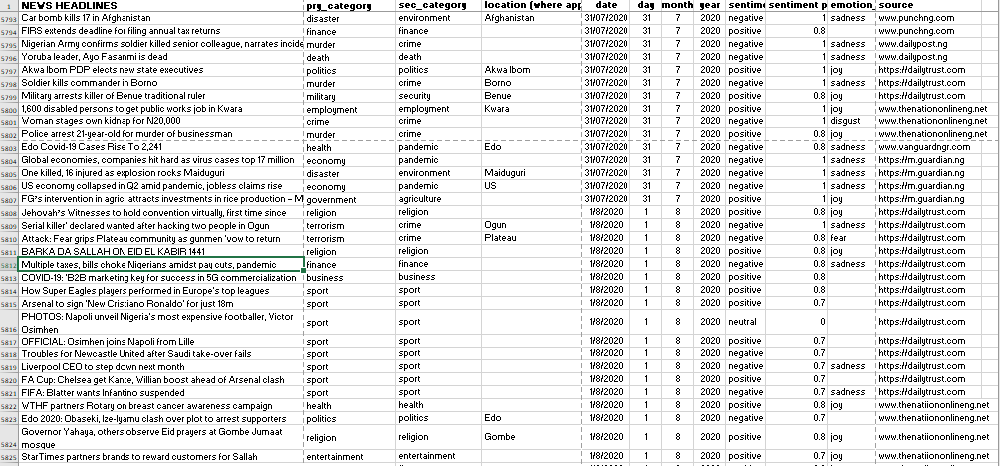 1 NEWS HEADLINES pry_category sec_category location (where app date day month year sentime sentiment p emotion_ source
5793 Car bomb kills 17 in Afghanistan disaster environment Afghanistan 31/07/2020 31 7 2020 negative 1 sadness www.punchng.com
5794 FIRS extends deadline for filing annual tax returns finance finance 31/07/2020 31 7 2020 positive 0.8 www.punchng.com
5795 Nigerian Army confirms soldier killed senior colleague, narrates incide murder crime 31/07/2020 31 7 2020 negative 1 sadness www.dailypost.ng
5796 Yoruba leader, Ayo Fasanmi is dead death death 31/07/2020 31 7 2020 negative 1 sadness www.dailypost.ng
5797 Akwa Ibom PDP elects new state executives politics politics Akwa Ibom 31/07/2020 31 7 2020 positive 1 joy https://dailytrust.com
5798 Soldier kills commander in Borno murder crime Borno 31/07/2020 31 7 2020 negative 1 sadness https://dailytrust.com
5799 Military arrests killer of Benue traditional ruler military security Benue 31/07/2020 31 7 2020 positive 0.8 joy https://dailytrust.com
5800 1,600 disabled persons to get public works job in Kwara employment employment Kwara 31/07/2020 31 7 2020 positive 1 joy www.thenationonlineng.net
5801 Woman stages own kidnap for N20,000 crime crime 31/07/2020 31 7 2020 negative 1 disgust www.thenationonlineng.net
5802 Police arrest 21-year-old for murder of businessman murder crime 31/07/2020 31 7 2020 positive 0.8 joy www.thenationonlineng.net
5803 Edo Covid-19 Cases Rise To 2,241 health pandemic Edo 31/07/2020 31 7 2020 negative 0.8 sadness www.vanguardngr.com
5804 Global economies, companies hit hard as virus cases top 17 million economy pandemic 31/07/2020 31 7 2020 negative 1 sadness https://m.guardian.ng
5805 One killed, 16 injured as explosion rocks Maiduguri disaster environment Maiduguri 31/07/2020 31 7 2020 negative 1 sadness https://m.guardian.ng
5806 US economy collapsed in Q2 amid pandemic, jobless claims rise economy pandemic US 31/07/2020 31 7 2020 negative 1 sadness https://m.guardian.ng
5807 FG's intervention in agric. attracts investments in rice production – M government agriculture 31/07/2020 31 7 2020 positive 1 joy https://m.guardian.ng
5808 Jehovah's Witnesses to hold convention virtually, first time since religion religion 1/8/2020 1 8 2020 positive 0.8 joy https://dailytrust.com
5809 Serial killer' declared wanted after hacking two people in Ogun terrorism crime Ogun 1/8/2020 1 8 2020 negative 1 sadness https://dailytrust.com
5810 Attack: Fear grips Plateau community as gunmen 'vow to return terrorism crime Plateau 1/8/2020 1 8 2020 negative 0.8 fear https://dailytrust.com
5811 BARKA DA SALLAH ON EID EL KABIR 1441 religion religion 1/8/2020 1 8 2020 positive 1 https://dailytrust.com
5812 Multiple taxes, bills choke Nigerians amidst pay cuts, pandemic finance finance 1/8/2020 1 8 2020 negative 0.8 sadness https://dailytrust.com
5813 COVID-19: 'B2B marketing key for success in 5G commercialization business business 1/8/2020 1 8 2020 positive 0.8 https://dailytrust.com
5814 How Super Eagles players performed in Europe's top leagues sport sport 1/8/2020 1 8 2020 positive 0.8 https://dailytrust.com
5815 Arsenal to sign 'New Cristiano Ronaldo' for just 18m sport sport 1/8/2020 1 8 2020 positive 0.7 https://dailytrust.com
PHOTOS: Napoli unveil Nigeria's most expensive footballer, Victor
5816 Osimhen sport sport 1/8/2020 1 8 2020 neutral 0 https://dailytrust.com
5817 OFFICIAL: Osimhen joins Napoli from Lille sport sport 1/8/2020 1 8 2020 positive 0.7 https://dailytrust.com
5818 Troubles for Newcastle United after Saudi take-over fails sport sport 1/8/2020 1 8 2020 negative 0.7 https://dailytrust.com
5819 Liverpool CEO to step down next month sport sport 1/8/2020 1 8 2020 negative 0.7 sadness https://dailytrust.com
5820 FA Cup: Chelsea get Kante, Willian boost ahead of Arsenal clash sport sport 1/8/2020 1 8 2020 positive 0.7 https://dailytrust.com
5821 FIFA: Blatter wants Infantino suspended sport sport 1/8/2020 1 8 2020 negative 0.7 sadness https://dailytrust.com
5822 WTHF partners Rotary on breast cancer awareness campaign health health 1/8/2020 1 8 2020 positive 0.8 joy www.thenatiiononlineng.net
5823 Edo 2020: Obaseki, Ize-Iyamu clash over plot to arrest supporters politics politics Edo 1/8/2020 1 8 2020 negative 0.7 www.thenatiiononlineng.net
Governor Yahaya, others observe Eid prayers at Gombe Jumaat
5824 mosque religion religion Gombe 1/8/2020 1 8 2020 positive 0.8 joy www.thenatiiononlineng.net
5825 StarTimes partners brands to reward customers for Sallah entertainment entertainment 1/8/2020 1 8 2020 positive 0.7 joy www.thenatiiononlineng.net